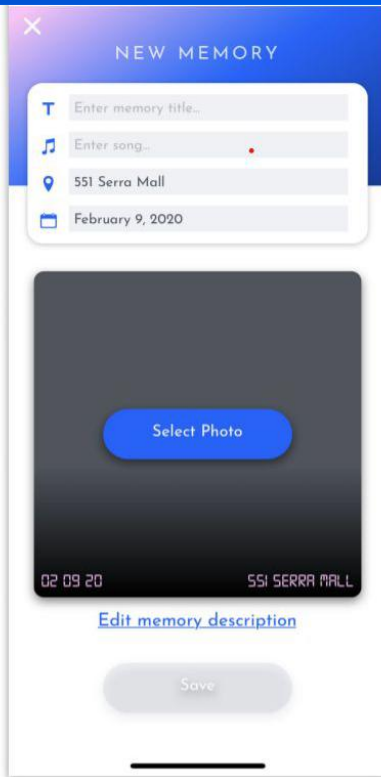 NEW MEMORY
Enter memory title...
Enter song...
551 Serra Mall
February 9, 2020
Select Photo
02 09 20 551 SERRA MALL
Edit memory description
Save